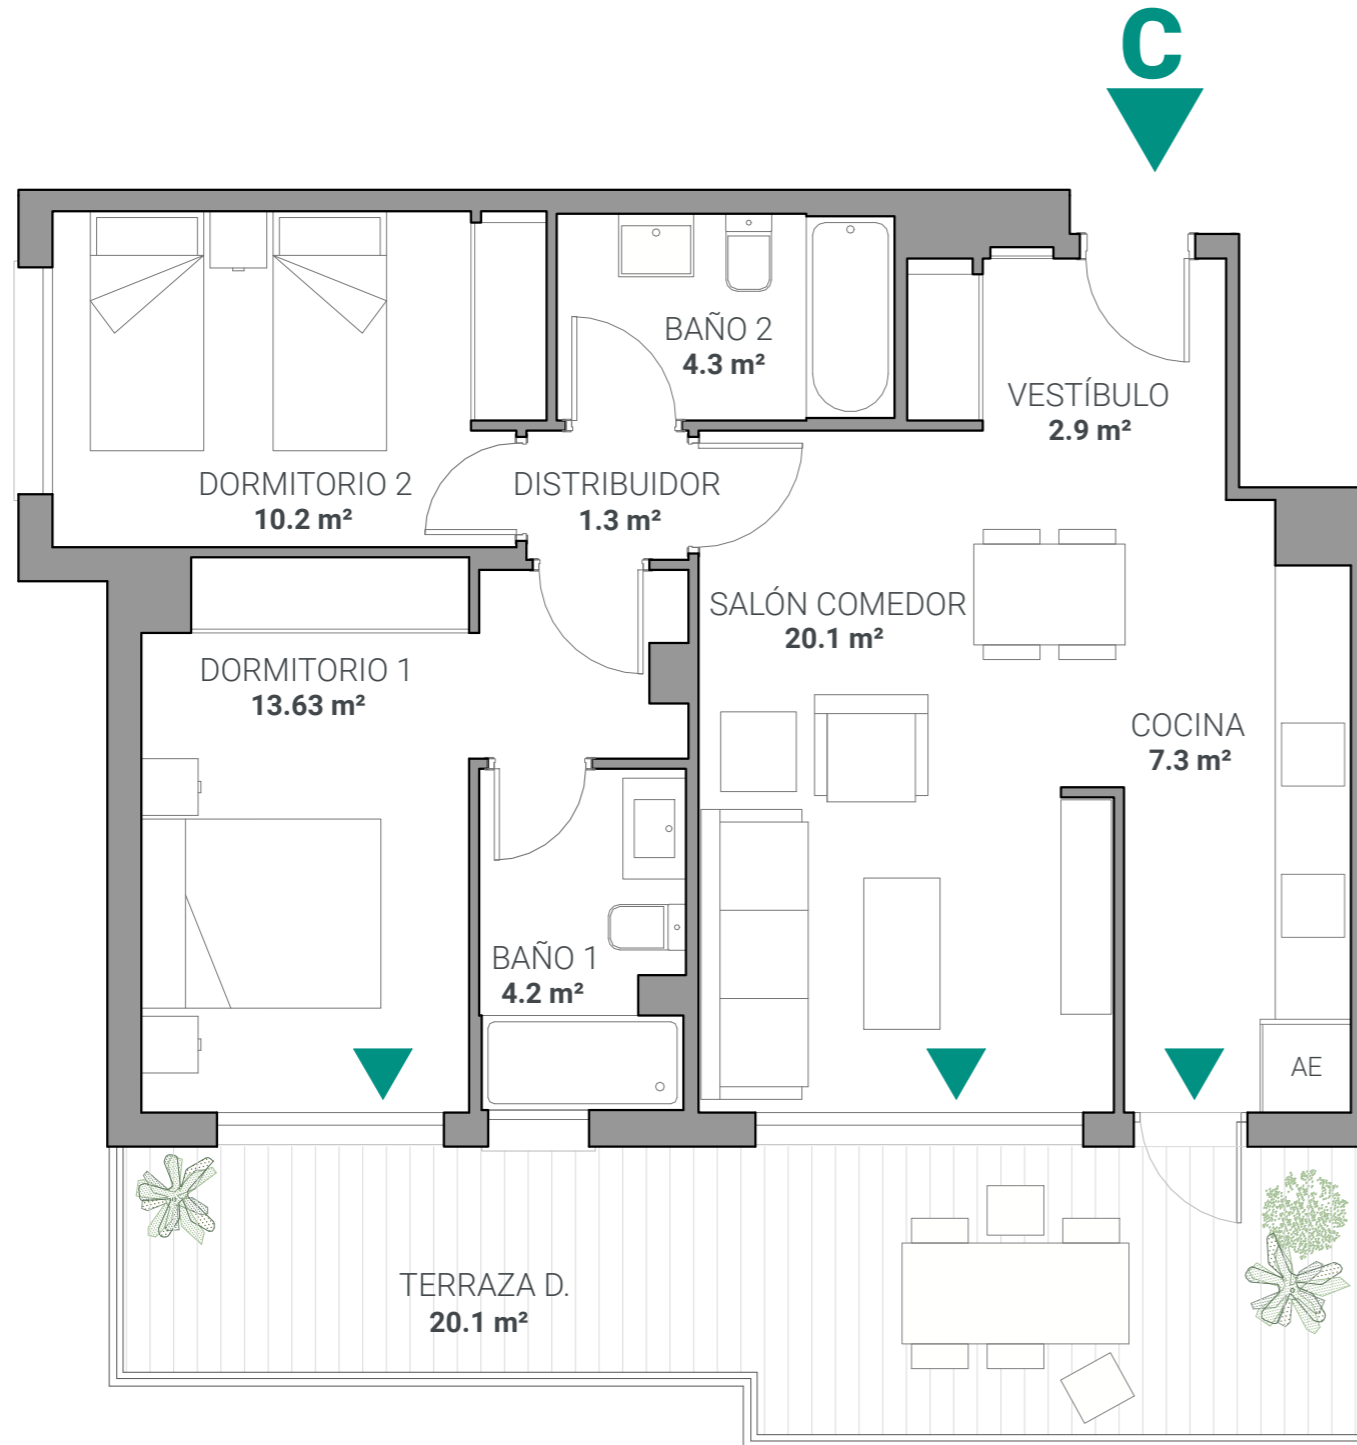 C
BAÑO 2
4.3 m²
VESTÍBULO
2.9 m²
DORMITORIO 2
10.2 m²
DISTRIBUIDOR
1.3 m²
SALÓN COMEDOR
20.1 m²
DORMITORIO 1
13.63 m²
COCINA
7.3 m²
BAÑO 1
4.2 m²
AE
TERRAZA D.
20.1 m²